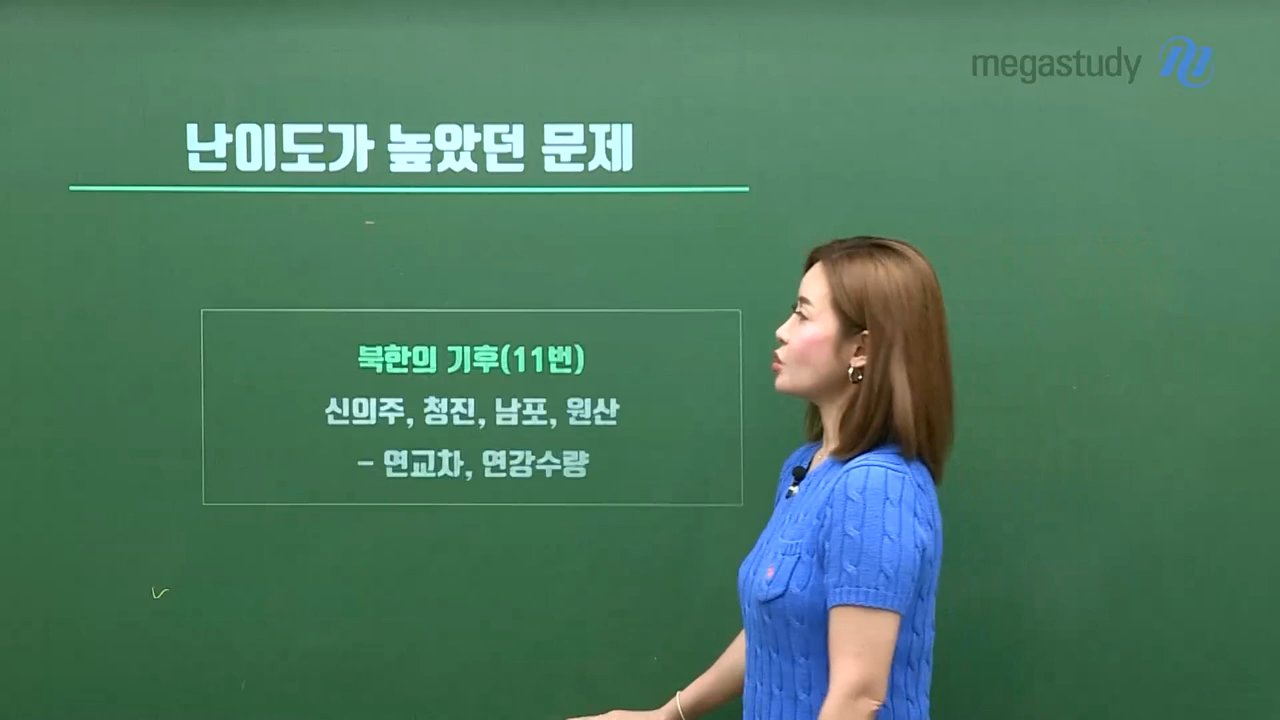 megastudy
난이도가 높았던 문제
북한의 기후(11번)
신의주, 청진, 남포, 원산
- 연교차, 연강수량